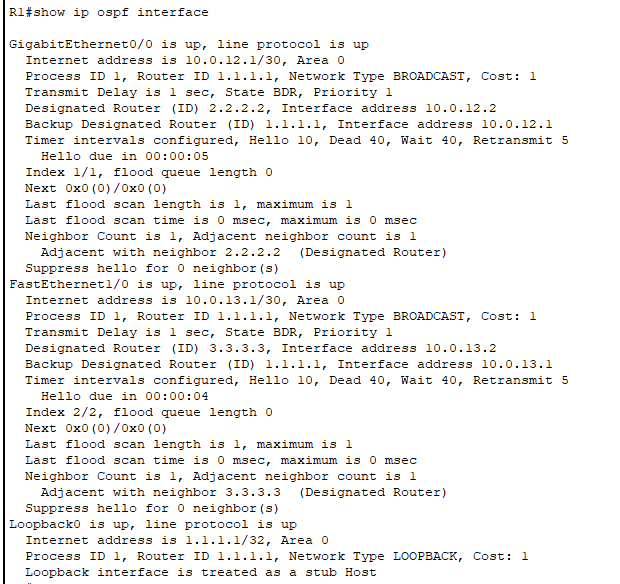 R1#show ip ospf interface
GigabitEthernet0/0 is up, line protocol is up
Internet address is 10.0.12.1/30, Area 0
Process ID 1, Router ID 1.1.1.1, Network Type BROADCAST, Cost: 1
Transmit Delay is 1 sec, State BDR, Priority 1
Designated Router (ID) 2.2.2.2, Interface address 10.0.12.2
Backup Designated Router (ID) 1.1.1.1, Interface address 10.0.12.1
Timer intervals configured, Hello 10, Dead 40, Wait 40, Retransmit 5
Hello due in 00:00:05
Index 1/1, flood queue length 0
Next 0x0(0)/0x0(0)
Last flood scan length is 1, maximum is 1
Last flood scan time is 0 msec, maximum is 0 msec
Neighbor Count is 1, Adjacent neighbor count is 1
Adjacent with neighbor 2.2.2.2  (Designated Router)
Suppress hello for 0 neighbor(s)
FastEthernet1/0 is up, line protocol is up
Internet address is 10.0.13.1/30, Area 0
Process ID 1, Router ID 1.1.1.1, Network Type BROADCAST, Cost: 1
Transmit Delay is 1 sec, State BDR, Priority 1
Designated Router (ID) 3.3.3.3, Interface address 10.0.13.2
Backup Designated Router (ID) 1.1.1.1, Interface address 10.0.13.1
Timer intervals configured, Hello 10, Dead 40, Wait 40, Retransmit 5
Hello due in 00:00:04
Index 2/2, flood queue length 0
Next 0x0(0)/0x0(0)
Last flood scan length is 1, maximum is 1
Last flood scan time is 0 msec, maximum is 0 msec
Neighbor Count is 1, Adjacent neighbor count is 1
Adjacent with neighbor 3.3.3.3  (Designated Router)
Suppress hello for 0 neighbor(s)
Loopback0 is up, line protocol is up
Internet address is 1.1.1.1/32, Area 0
Process ID 1, Router ID 1.1.1.1, Network Type LOOPBACK, Cost: 1
Loopback interface is treated as a stub Host